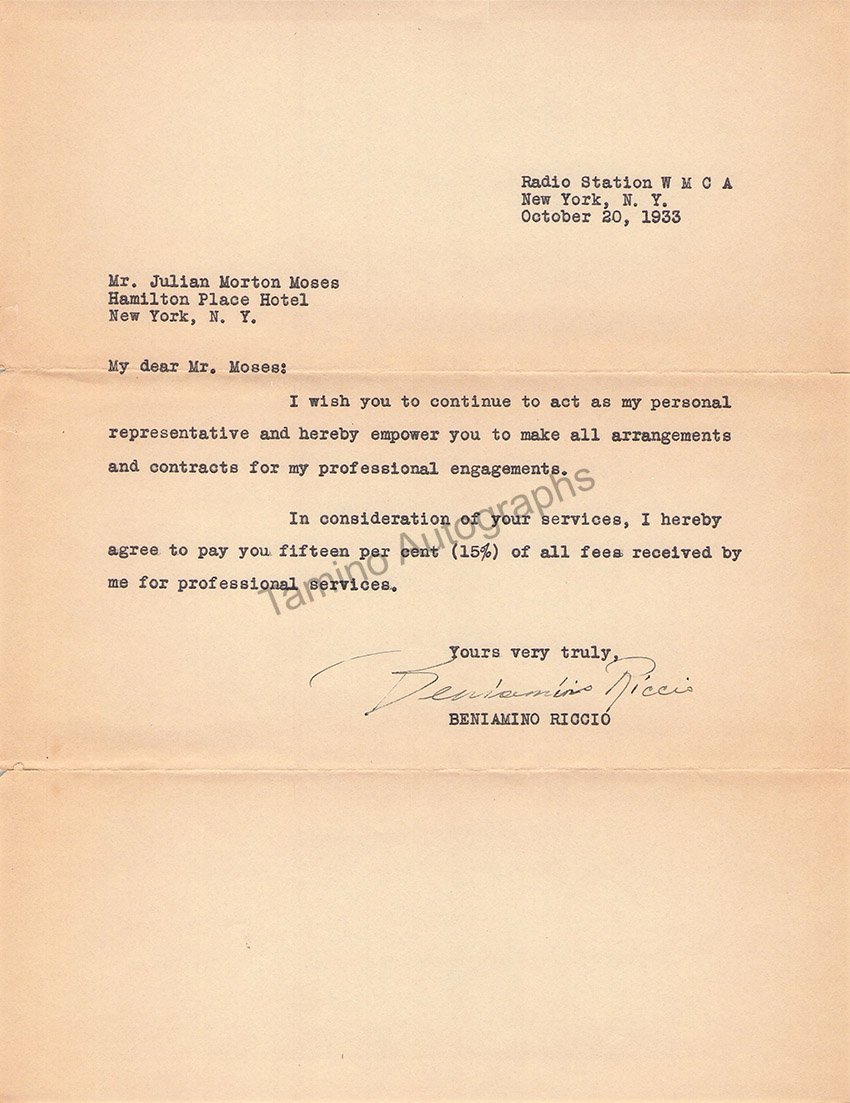 Radio Station W M C A
New York, N. Y.
October 20, 1933
Mr. Julian Morton Moses
Hamilton Place Hotel
New York, N. Y.
My dear Mr. Moses:
I wish you to continue to act as my personal
representative and hereby empower you to make all arrangements
and contracts for my professional engagements.
In consideration of your services, I hereby
agree to pay you fifteen per cent (15%) of all fees received by
me for professional services.
Tamino Autographs
Yours very truly,
Beniamino Riccio
BENIAMINO RICCIO